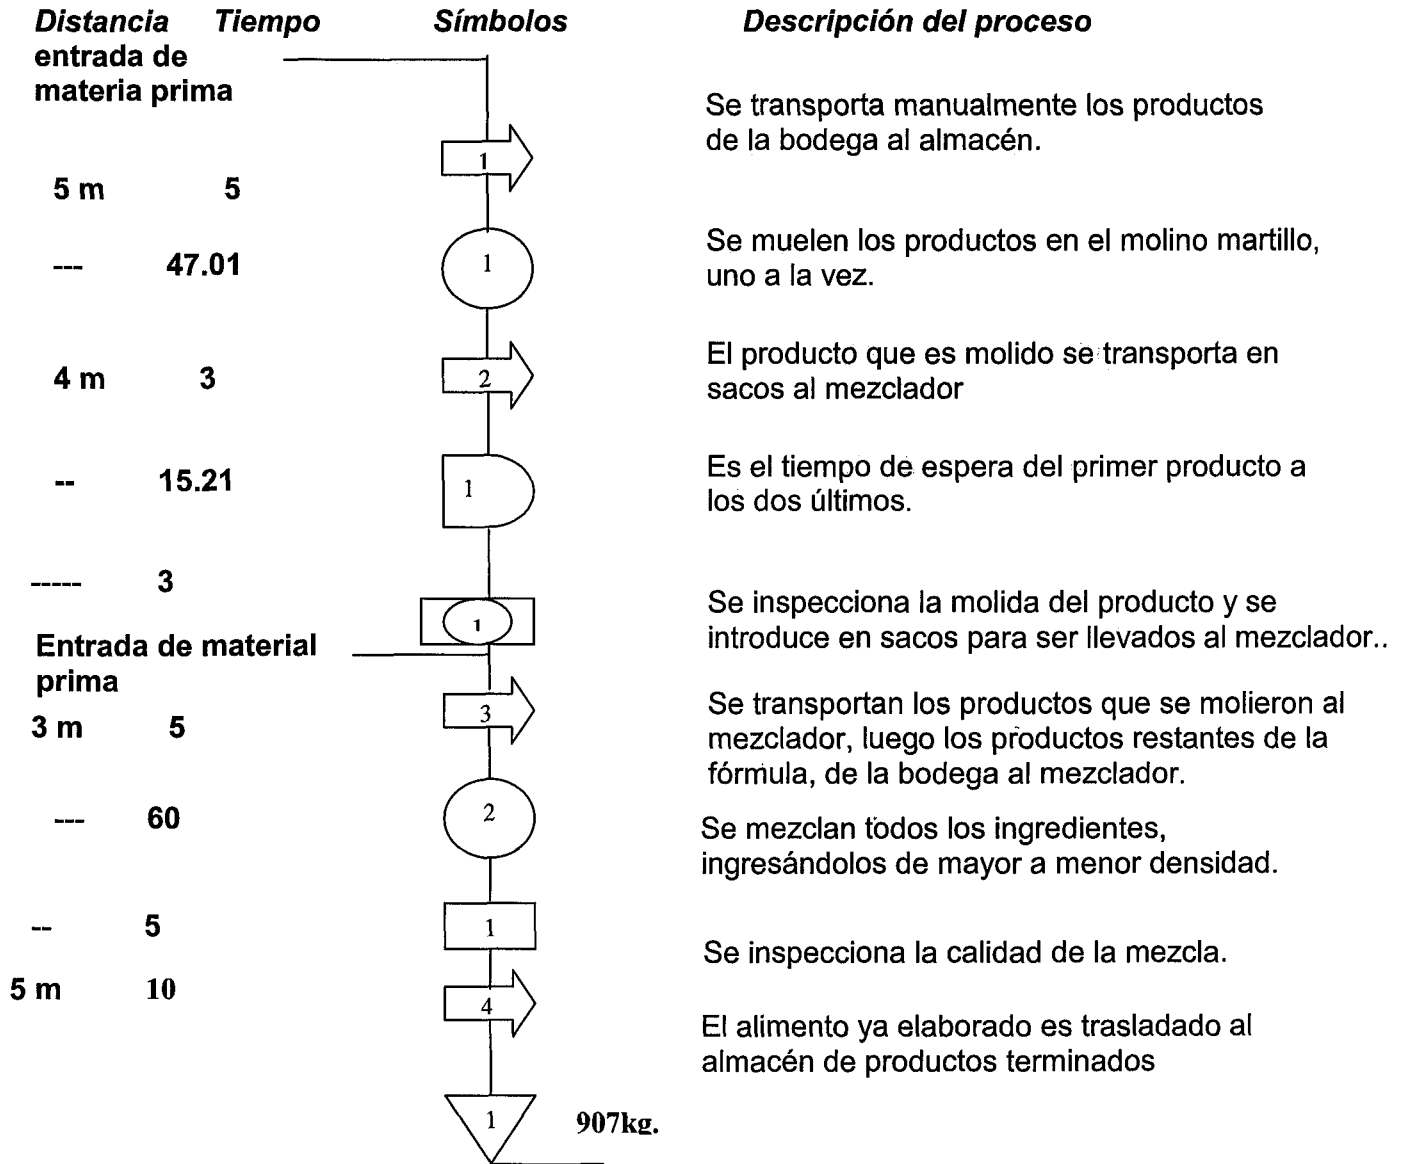 Distancia Tiempo Símbolos Descripción del proceso
entrada de
materia prima
Se transporta manualmente los productos
de la bodega al almacén.
1
5 m 5
Se muelen los productos en el molino martillo,
uno a la vez.
--- 47.01 1
El producto que es molido se transporta en
sacos al mezclador
4 m 3 2
Es el tiempo de espera del primer producto a
los dos últimos.
-- 15.21 1
----- 3
Se inspecciona la molida del producto y se
introduce en sacos para ser llevados al mezclador..
1
Entrada de material
prima
Se transportan los productos que se molieron al
mezclador, luego los productos restantes de la
fórmula, de la bodega al mezclador.
3 m 5 3
--- 60 2
Se mezclan todos los ingredientes,
ingresándolos de mayor a menor densidad.
-- 5 1
Se inspecciona la calidad de la mezcla.
5 m 10 4
El alimento ya elaborado es trasladado al
almacén de productos terminados
1 907kg.